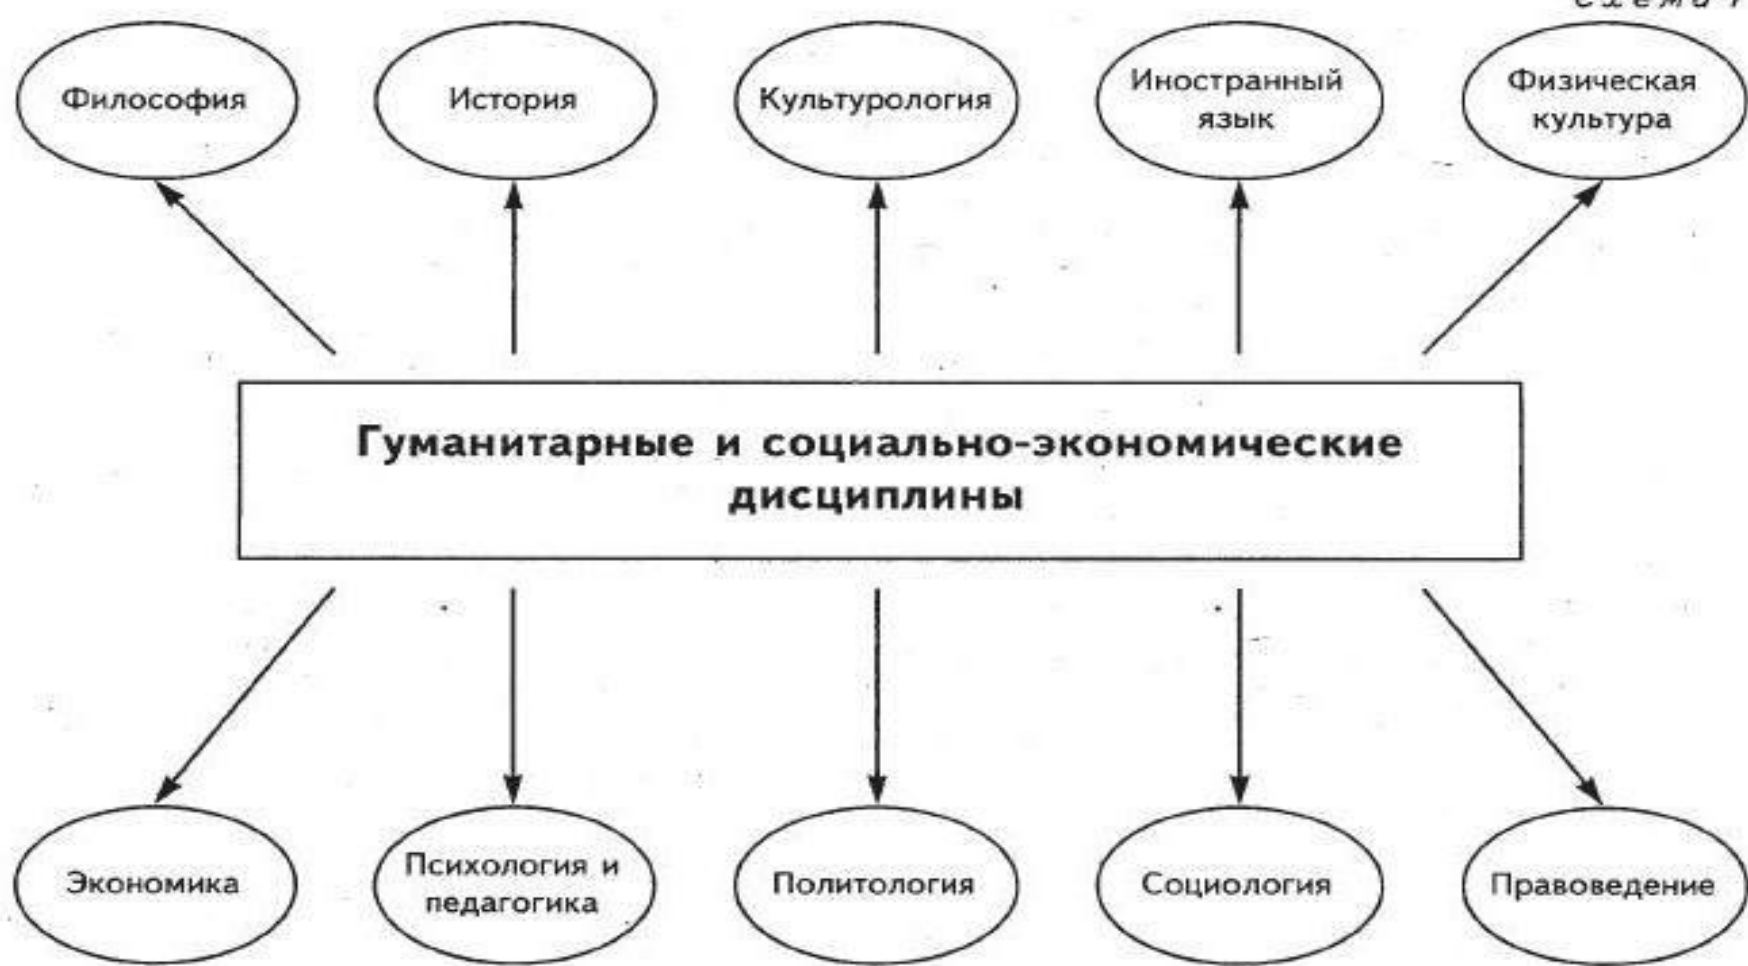 Философия
История
Культурология
Иностранный
язык
Физическая
культура
Гуманитарные и социально-экономические
дисциплины
Экономика
Психология и
педагогика
Политология
Социология
Правоведение